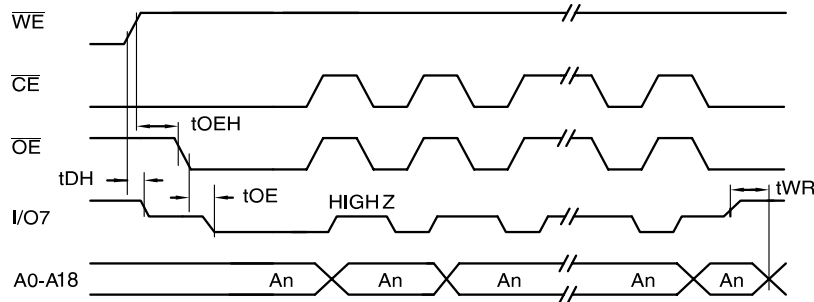 WE
CE
tOEH
OE
tDH
tOE
tWR
HIGH Z
I/O7
A0-A18 An An An An An